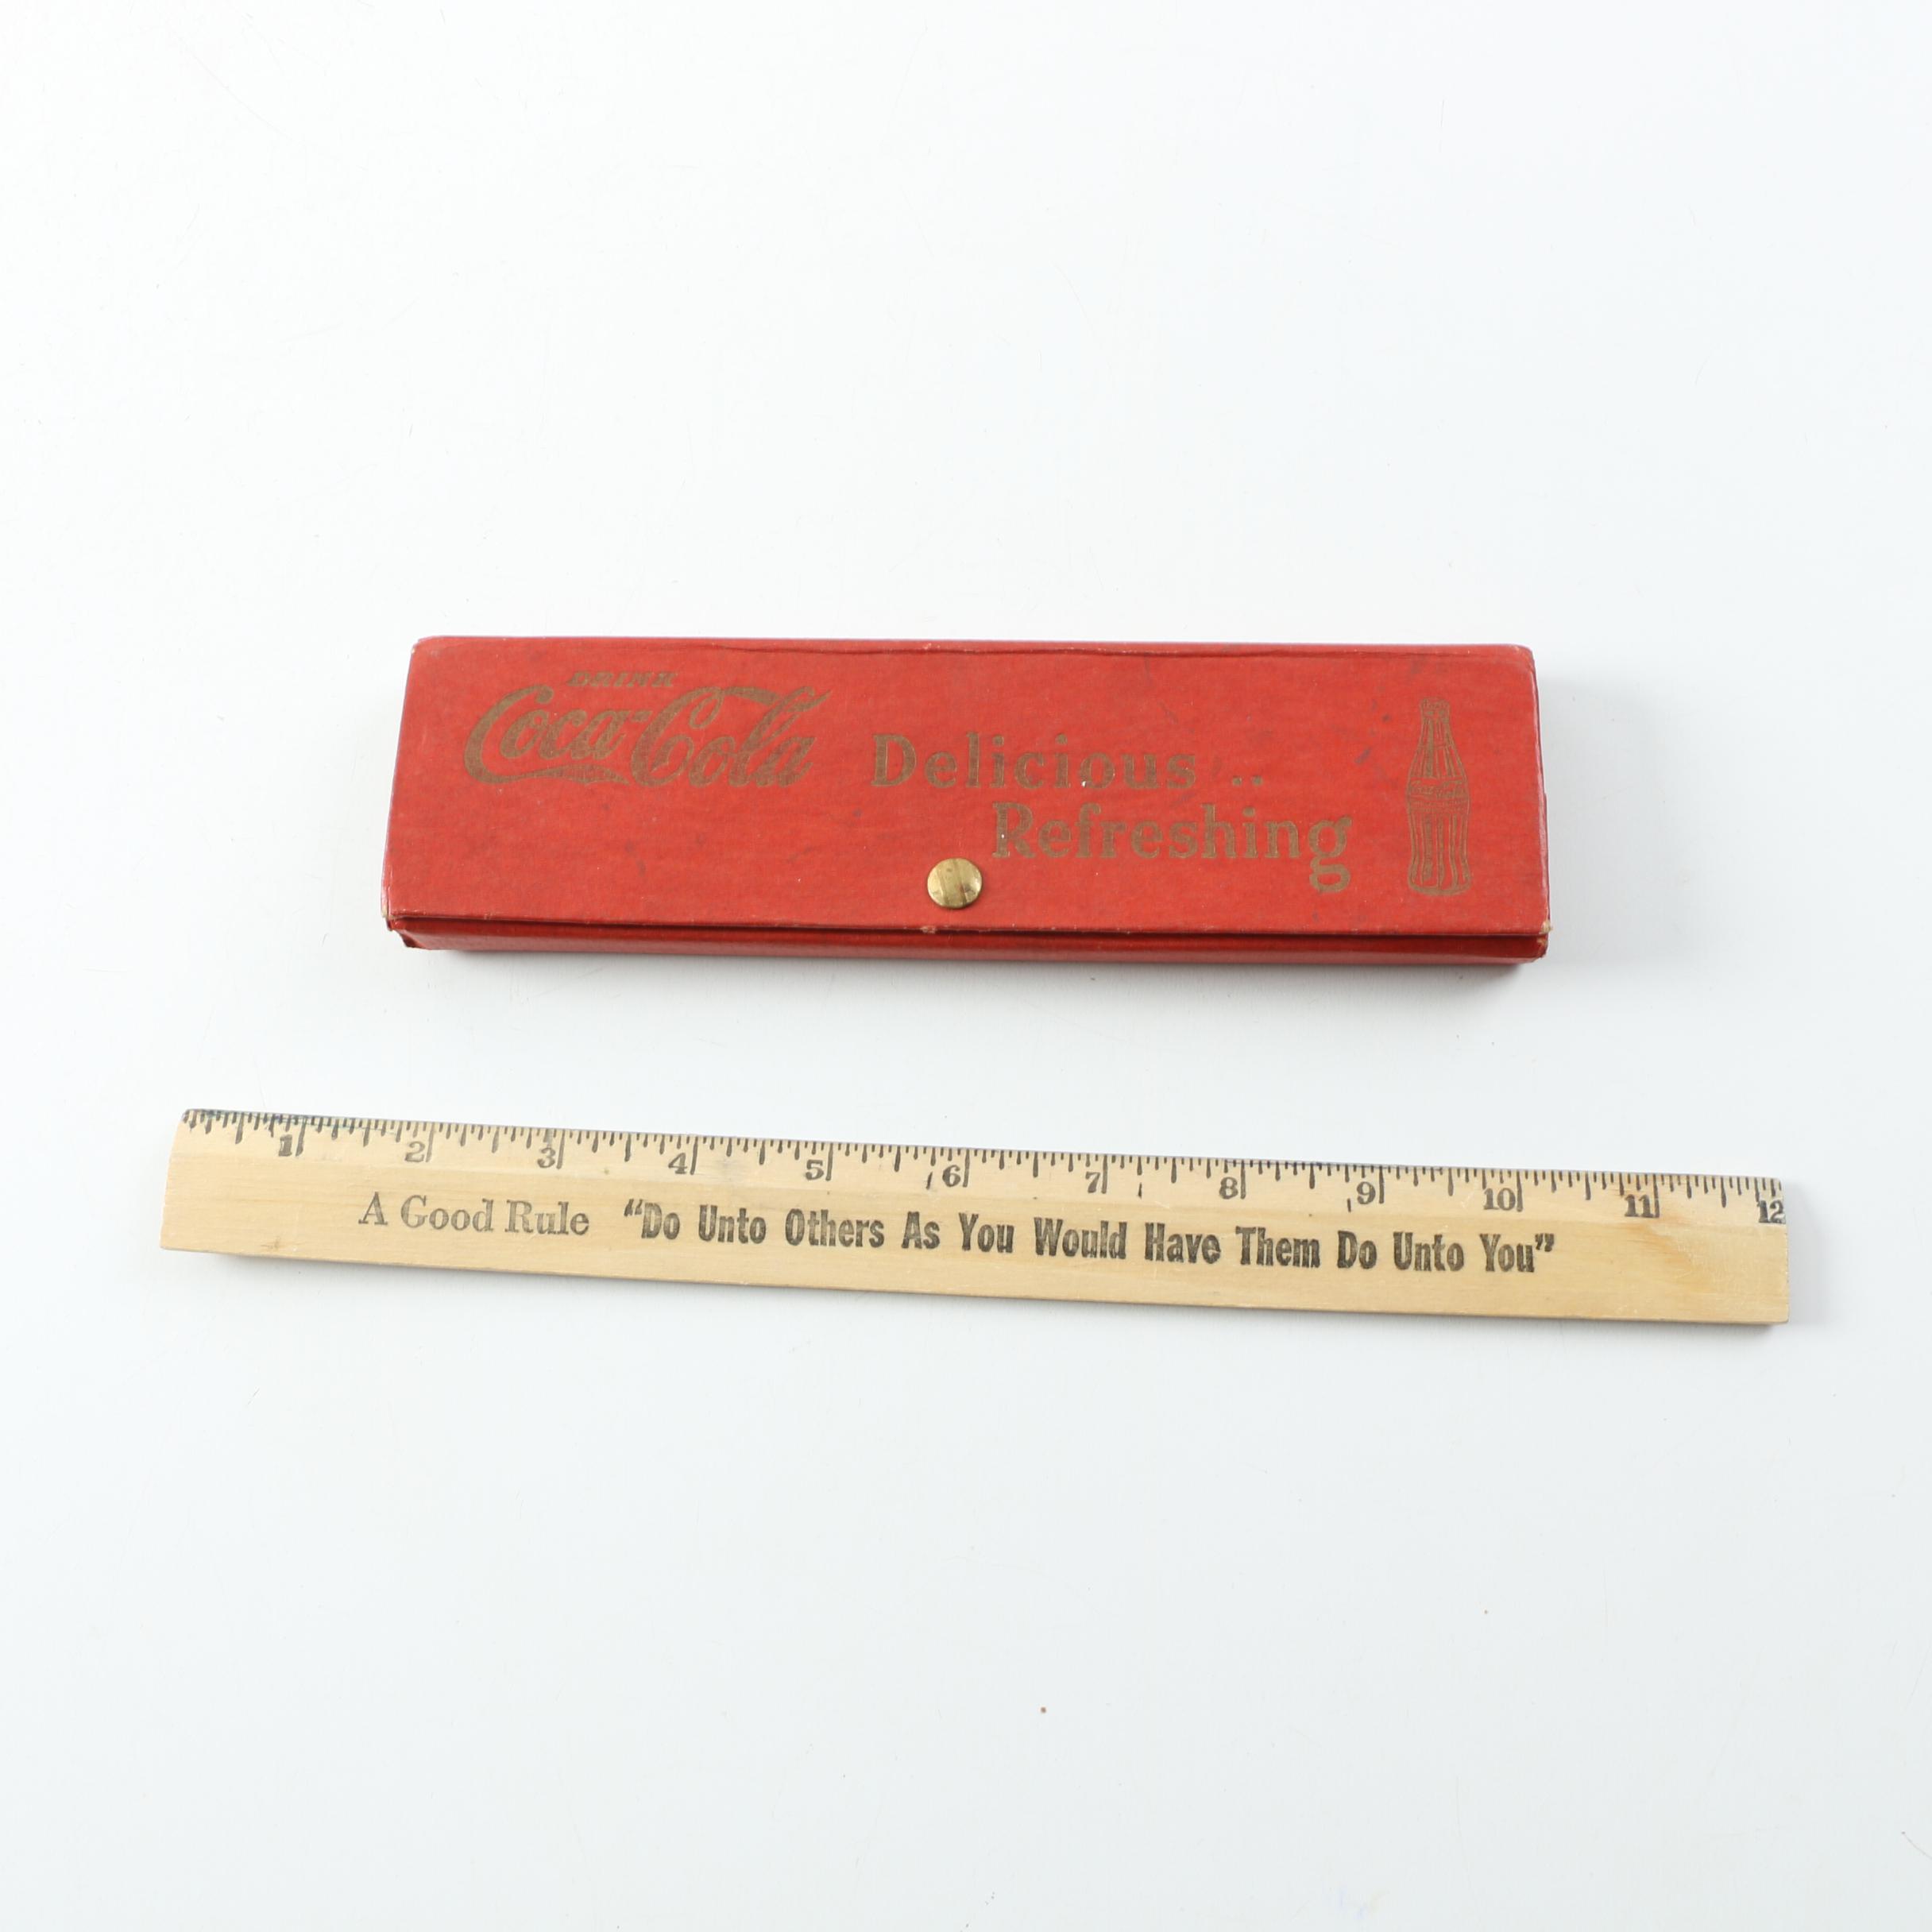 DRINK
Coca-Cola
Delicious ..
Refreshing
1 2 3 4 5 6 7 8 9 10 11 12
A Good Rule "Do Unto Others As You Would Have Them Do Unto You"